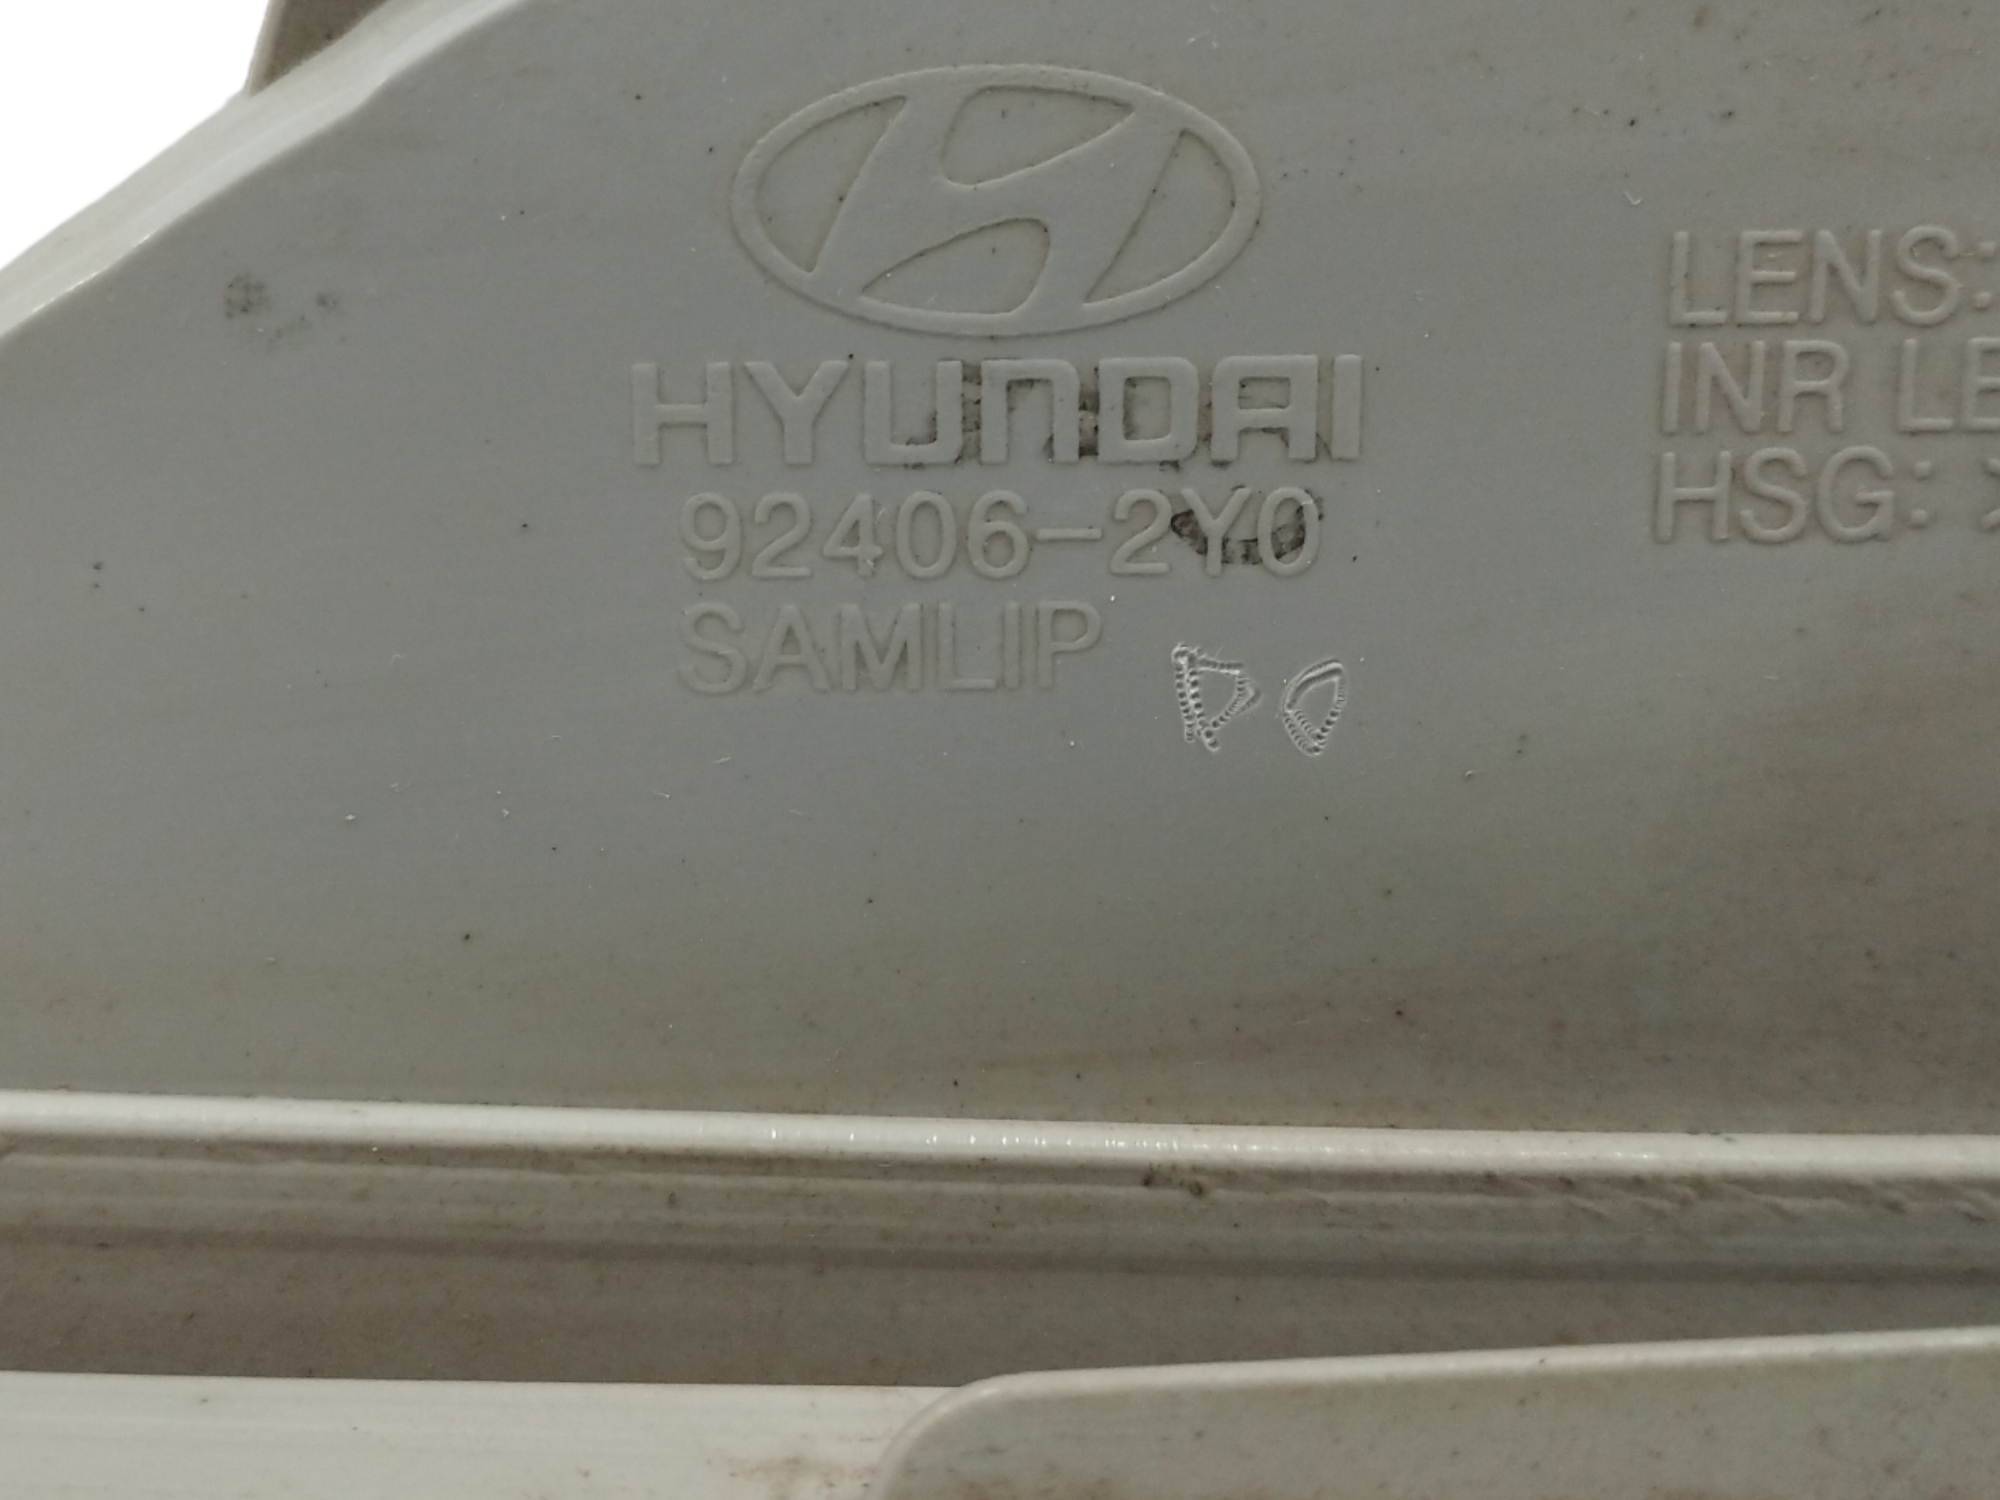 HYUNDAI
92406-2Y0
SAMLIP
LENS:
INR LE
HSG: